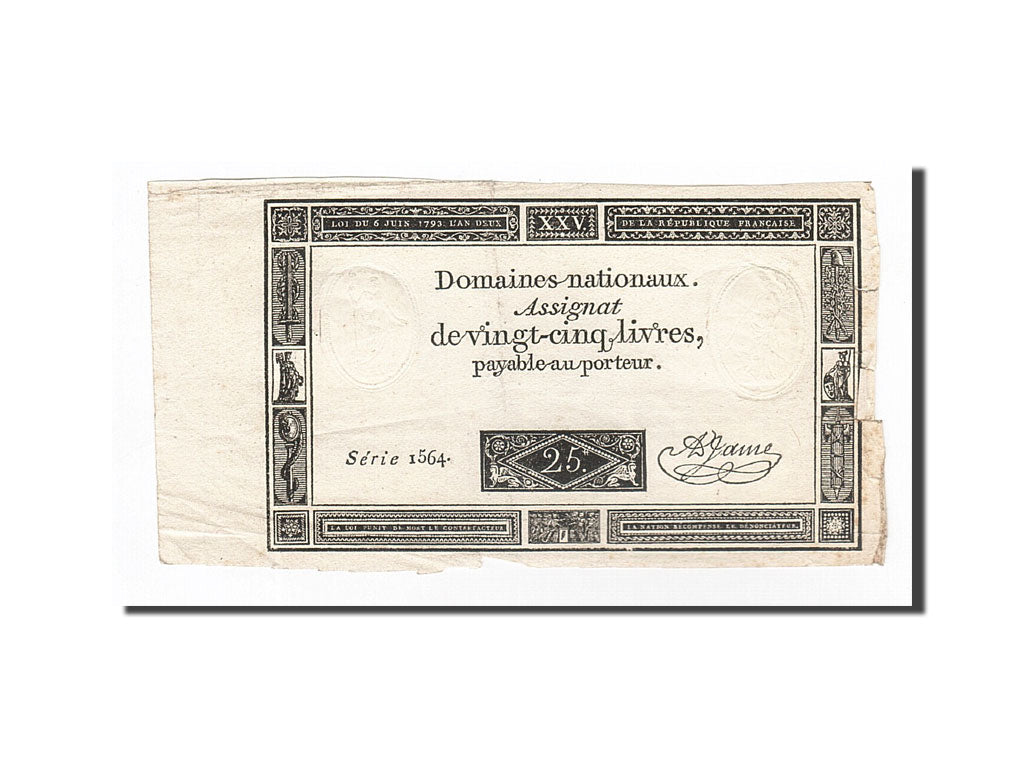 LOI DU 6 JUIN 1793. L'AN DEUX
XXV.
DE LA RÉPUBLIQUE FRANÇAISE
Domaines nationaux.
Assignat
de vingt-cinq livres,
payable au porteur.
Série 1564.
25.
A Jame
LA LOI PUNIT DE MORT LE CONTREFACTEUR
LA NATION RÉCOMPENSE LE DÉNONCIATEUR.